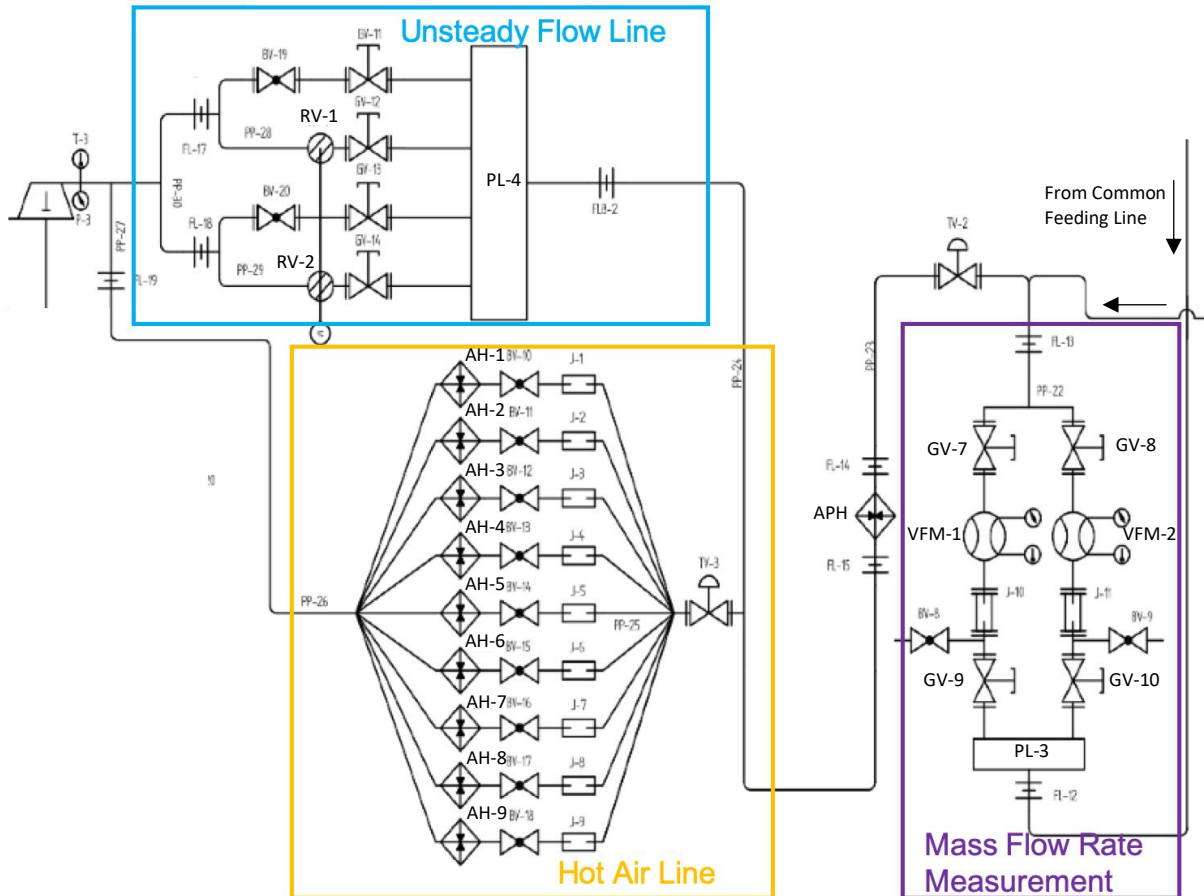 Unsteady Flow Line
GV-11
BV-19
RV-1
GV-12
T-3
FL-17
PP-28
GV-13
PL-4
From Common
Feeding Line
PP-30
BV-20
FLB-2
P-3
FL-18
GV-14
TV-2
PP-27
PP-29
RV-2
FL-19
AH-1
BV-10
J-1
FL-13
PP-24
PP-23
PP-22
AH-2
BV-11
J-2
GV-7
GV-8
AH-3
BV-12
J-3
FL-14
AH-4
BV-13
J-4
APH
VFM-1
VFM-2
AH-5
BV-14
J-5
TV-3
FL-15
PP-26
PP-25
J-10
J-11
BV-8
BV-9
AH-6
BV-15
J-6
GV-9
GV-10
AH-7
BV-16
J-7
PL-3
AH-8
BV-17
J-8
FL-12
AH-9
BV-18
J-9
Hot Air Line
Mass Flow Rate
Measurement